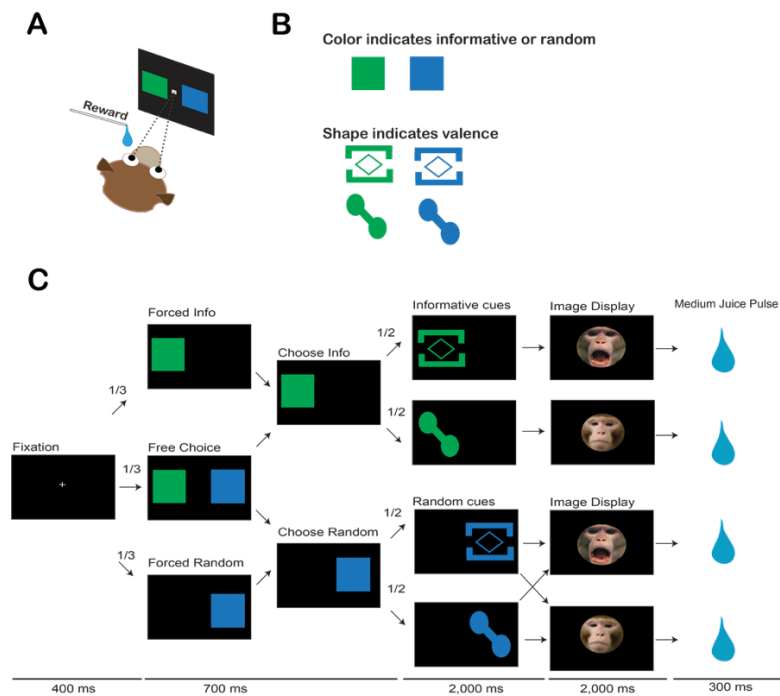 A
Reward
B
Color indicates informative or random
Shape indicates valence
C
Forced Info
Informative cues
Image Display
Medium Juice Pulse
Choose Info
1/2
1/3
1/2
Fixation
Free Choice
1/3
Random cues
Image Display
1/2
Choose Random
1/3
Forced Random
1/2
400 ms
700 ms
2,000 ms
2,000 ms
300 ms